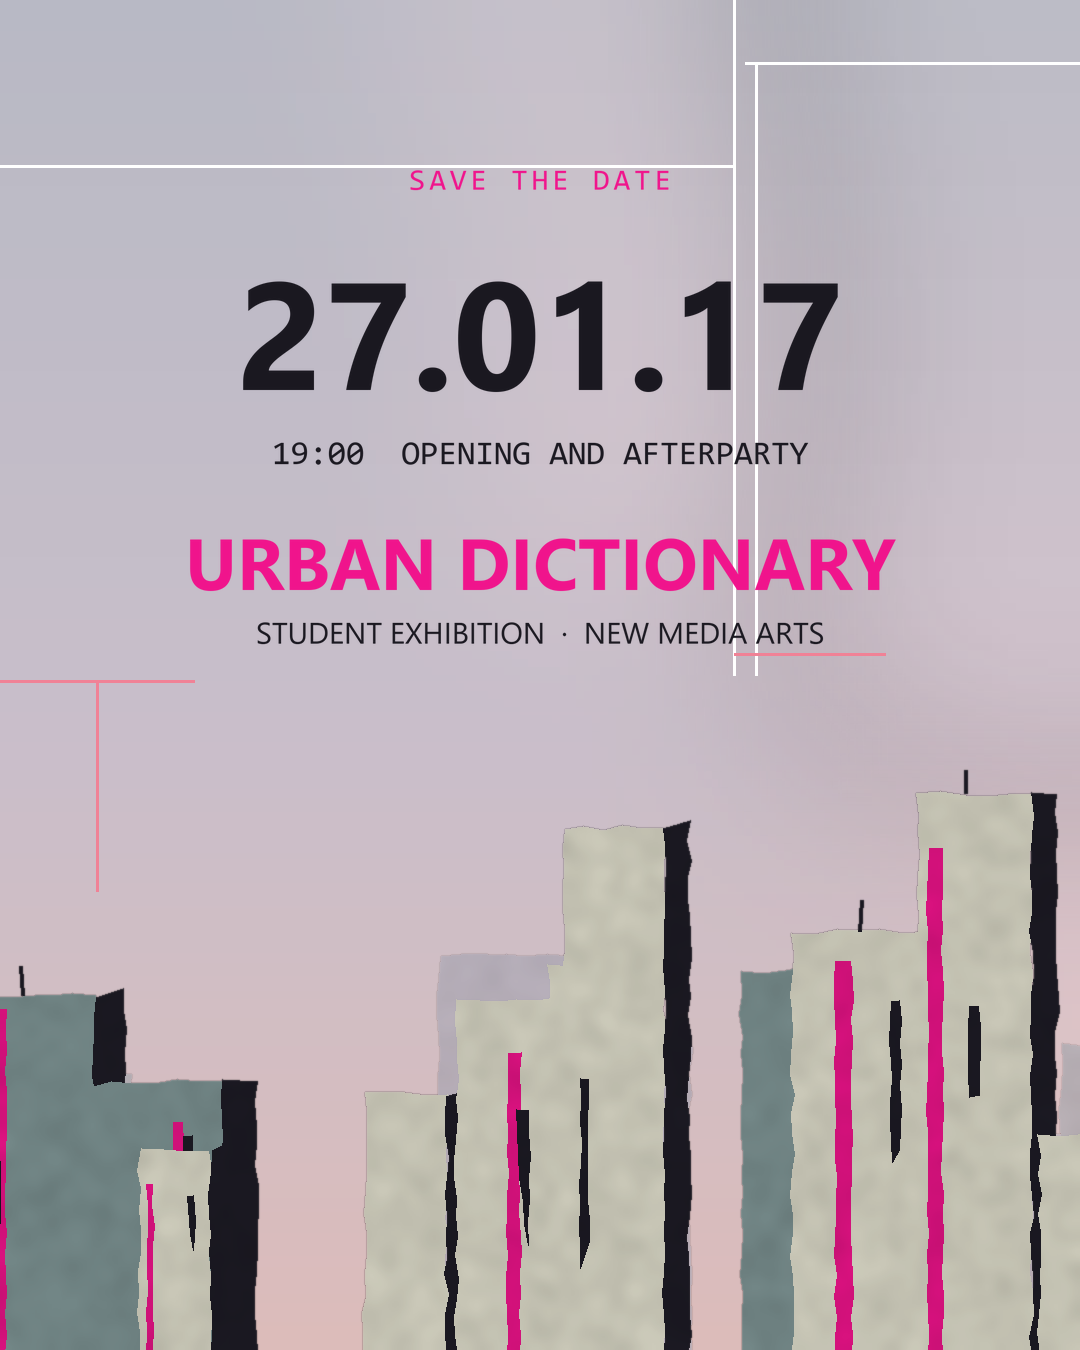 SAVE THE DATE
27.01.17
19:00 OPENING AND AFTERPARTY
URBAN DICTIONARY
STUDENT EXHIBITION · NEW MEDIA ARTS